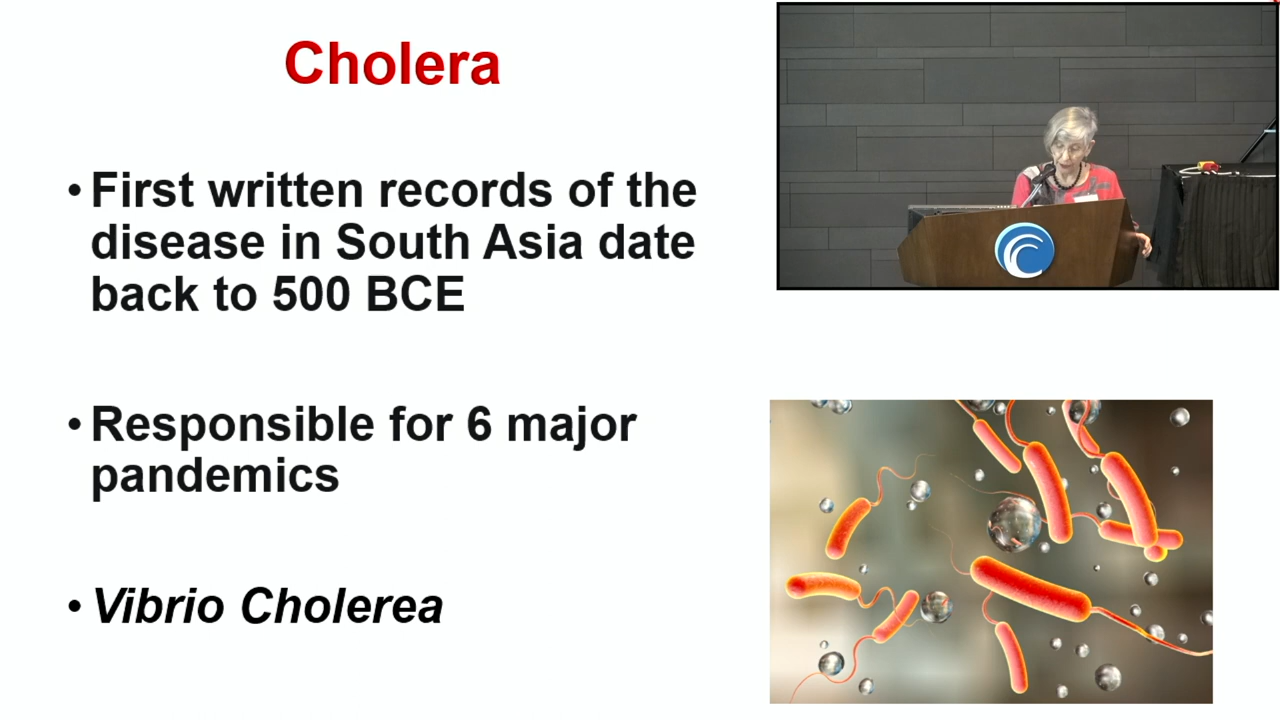 Cholera
• First written records of the
disease in South Asia date
back to 500 BCE
• Responsible for 6 major
pandemics
• Vibrio Cholerea